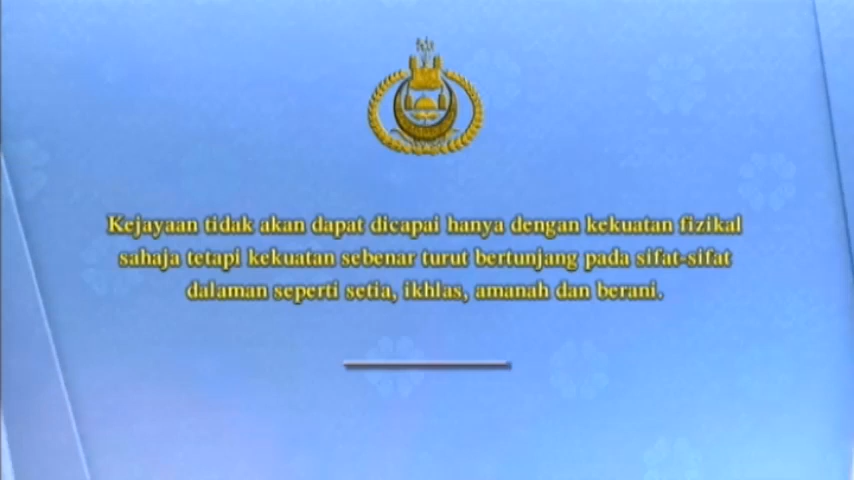 Kejayaan tidak akan dapat dicapai hanya dengan kekuatan fizikal
sahaja tetapi kekuatan sebenar turut bertunjang pada sifat-sifat
dalaman seperti setia, ikhlas, amanah dan berani.